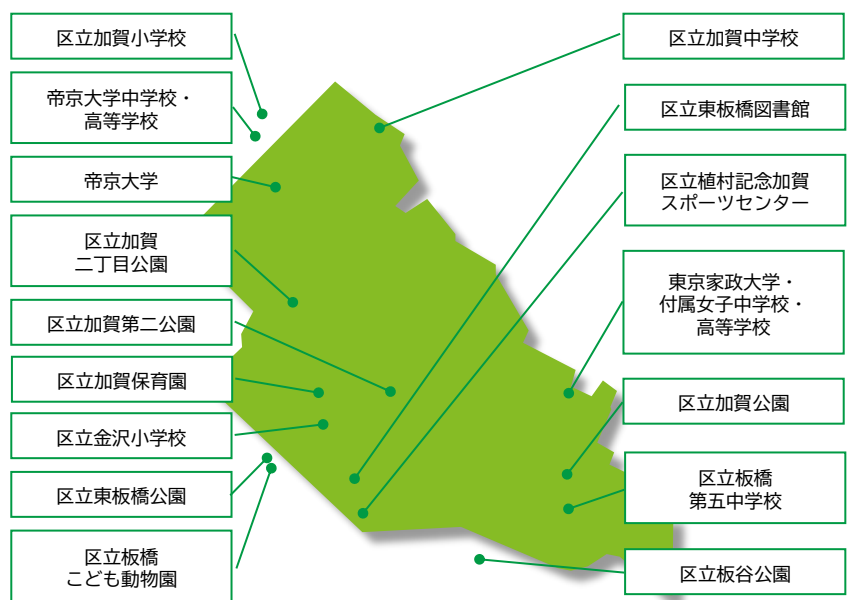 区立加賀小学校
帝京大学中学校・
高等学校
帝京大学
区立加賀
二丁目公園
区立加賀第二公園
区立加賀保育園
区立金沢小学校
区立東板橋公園
区立板橋
こども動物園
区立加賀中学校
区立東板橋図書館
区立植村記念加賀
スポーツセンター
東京家政大学・
付属女子中学校・
高等学校
区立加賀公園
区立板橋
第五中学校
区立板谷公園